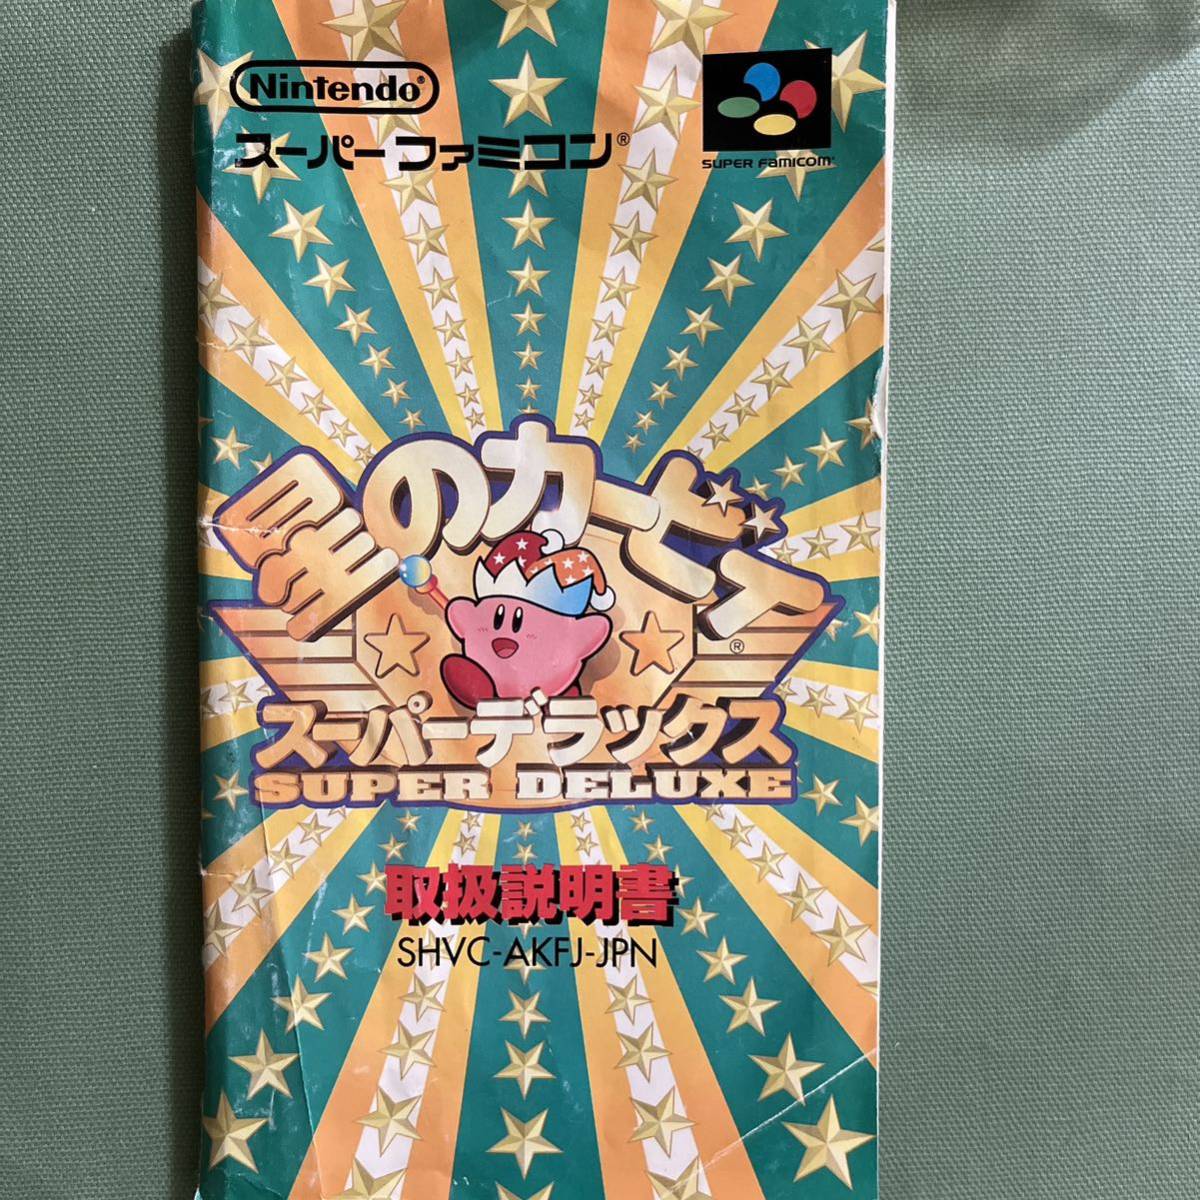 Nintendo®
スーパーファミコン®
SUPER FAMICOM®
星のカービィ®
スーパーデラックス
SUPER DELUXE
取扱説明書
SHVC-AKFJ-JPN